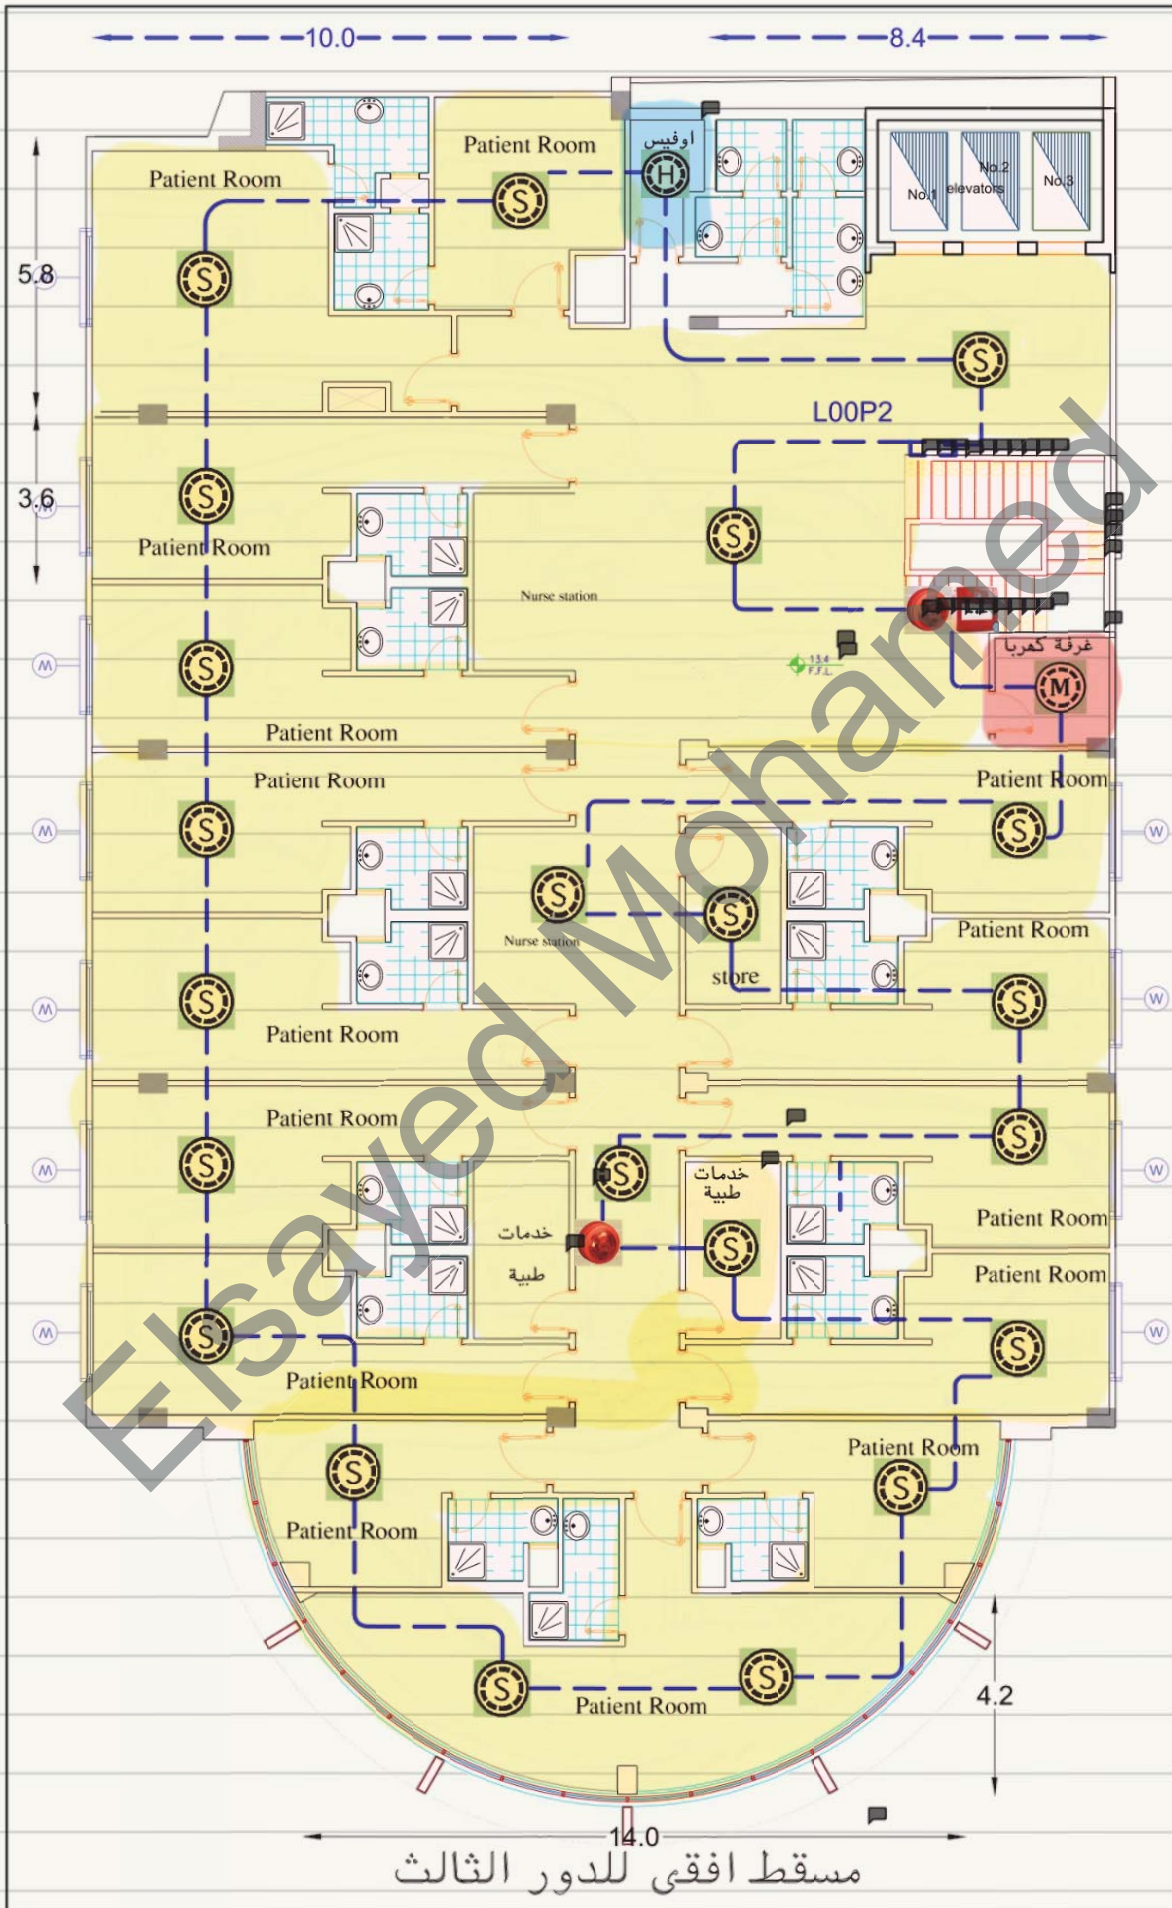 10.0
8.4
اوفيس
Patient Room
Patient Room
H
S
No.1
No.2
elevators
No.3
5.8
S
S
L00P2
S
3.6
Patient Room
S
Nurse station
13.4
F.F.L.
غرفة كهربا
M
W
W
S
Patient Room
Patient Room
Patient Room
W
S
S
W
S
S
Nurse station
store
Patient Room
W
S
S
W
Patient Room
Patient Room
S
W
S
S
خدمات
طبية
W
خدمات
طبية
S
Patient Room
Patient Room
W
S
S
W
Patient Room
Patient Room
S
S
Patient Room
S
S
Patient Room
4.2
14.0
مسقط افقى للدور الثالث
Elsayed Mohamed